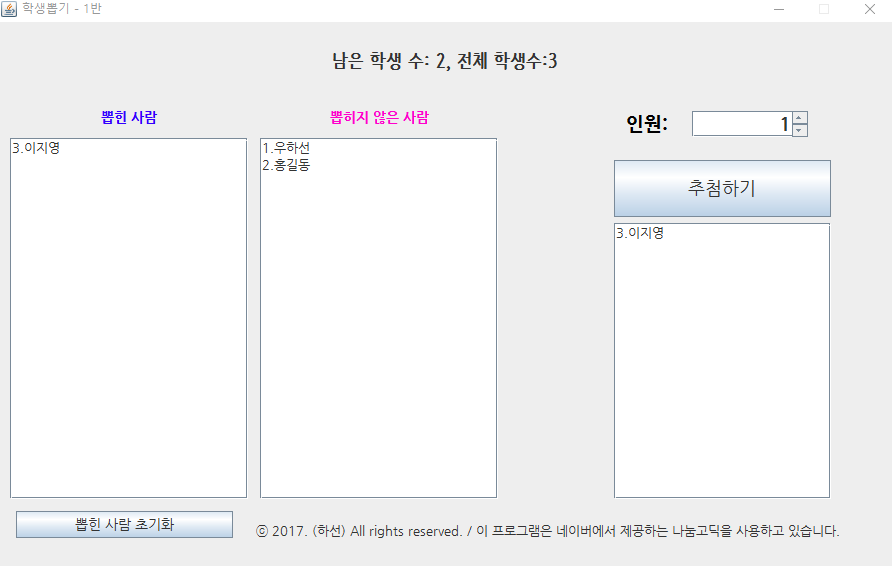 학생뽑기 - 1반
남은 학생 수: 2, 전체 학생수:3
뽑힌 사람
뽑히지 않은 사람
인원:
1
3.이지영
1.우하선
2.홍길동
추첨하기
3.이지영
뽑힌 사람 초기화
ⓒ 2017. (하선) All rights reserved. / 이 프로그램은 네이버에서 제공하는 나눔고딕을 사용하고 있습니다.